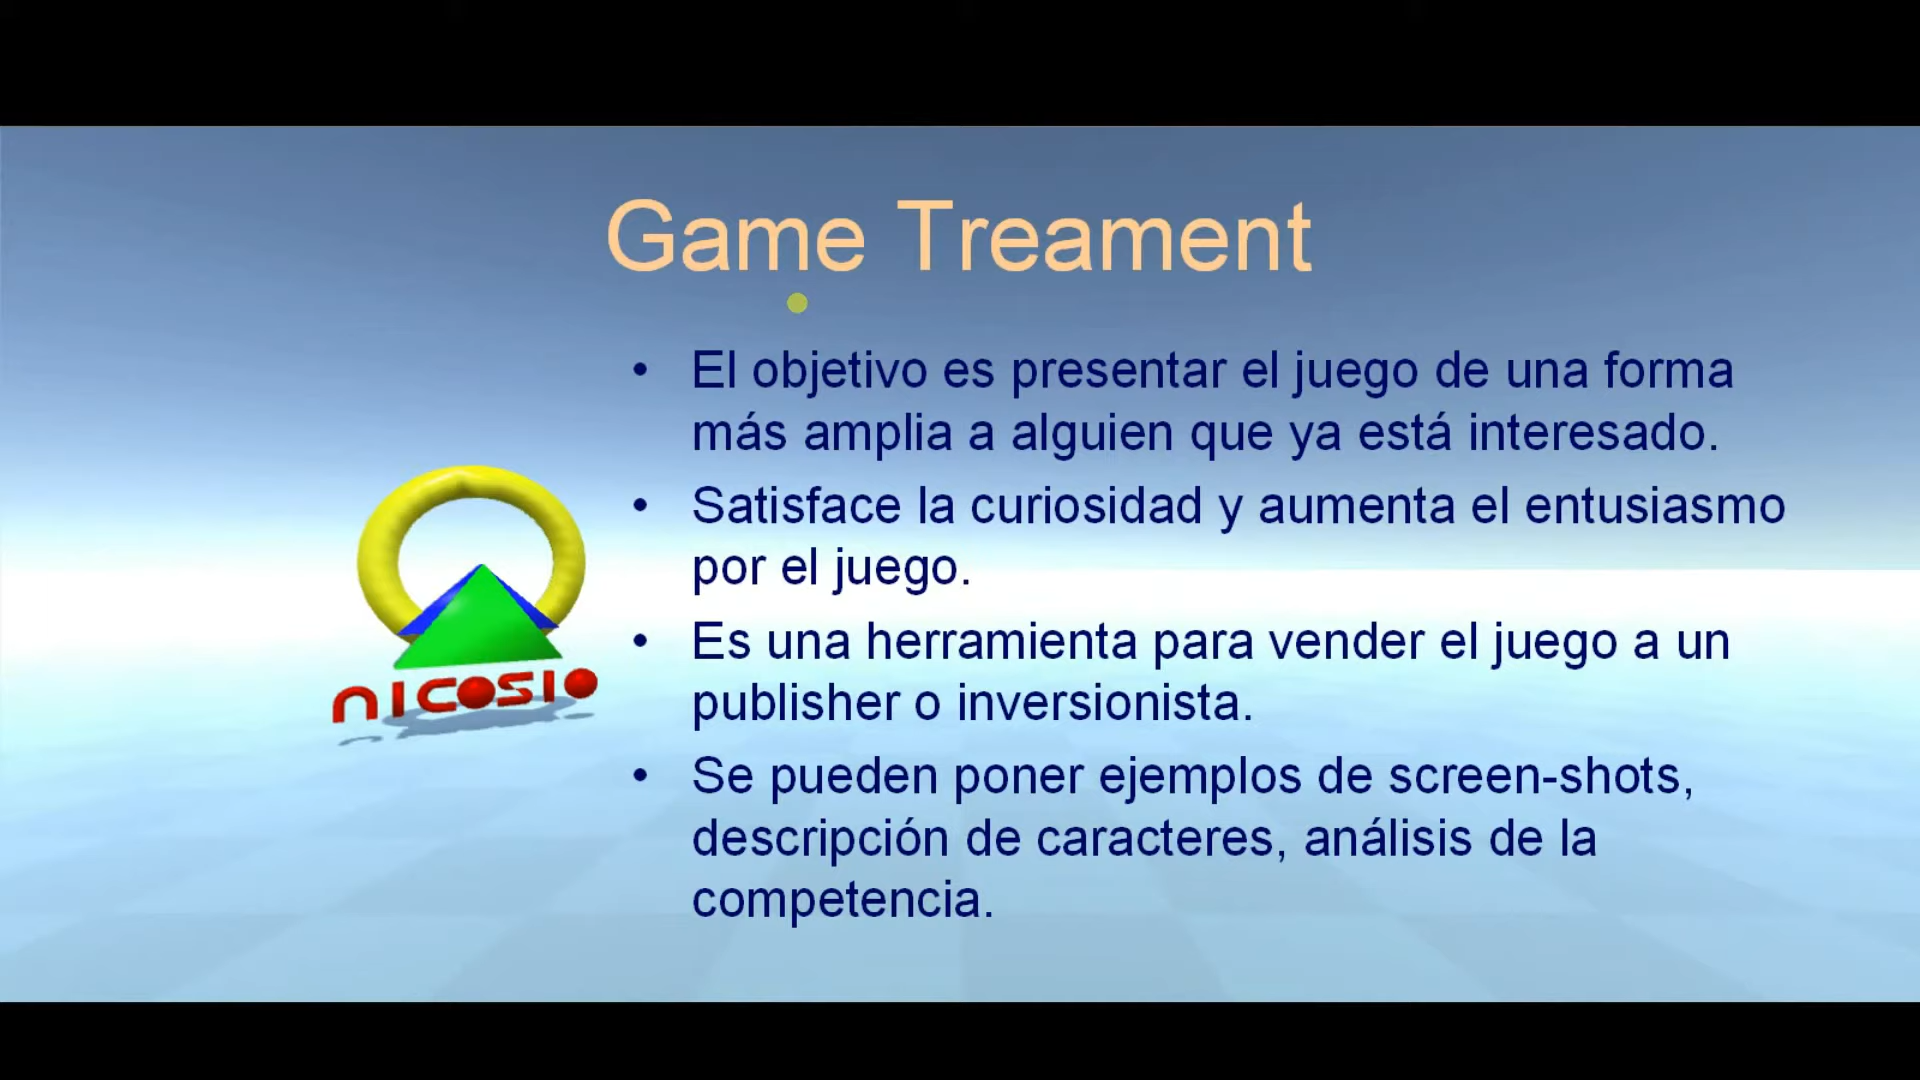 Game Treament
• El objetivo es presentar el juego de una forma
más amplia a alguien que ya está interesado.
• Satisface la curiosidad y aumenta el entusiasmo
por el juego.
• Es una herramienta para vender el juego a un
publisher o inversionista.
• Se pueden poner ejemplos de screen-shots,
descripción de caracteres, análisis de la
competencia.
nicosio